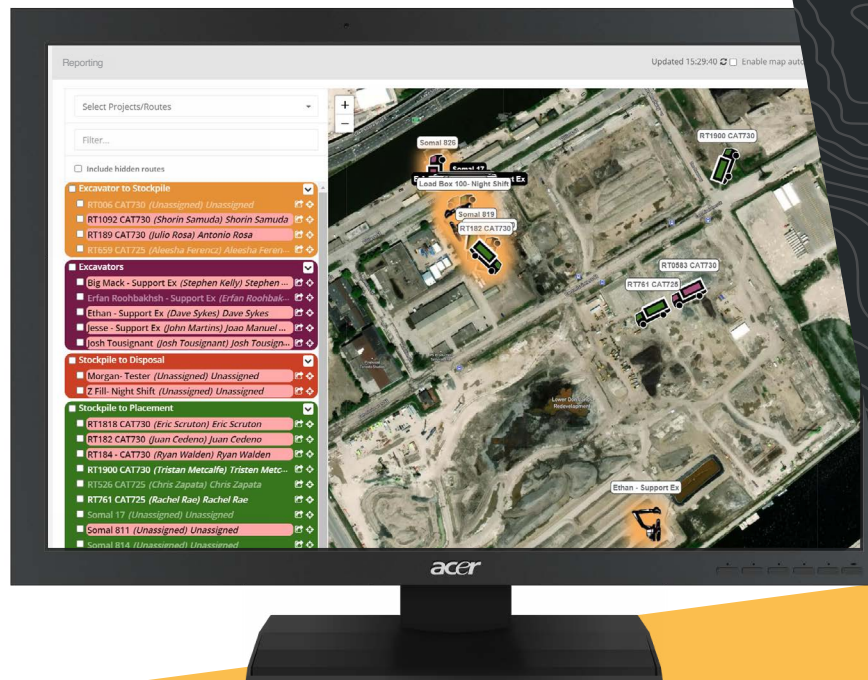 Reporting
Updated 15:29:40
Enable map auto
Select Projects/Routes
Filter...
Include hidden routes
Excavator to Stockpile
RT006 CAT730 (Unassigned) Unassigned
RT1092 CAT730 (Shorin Samuda) Shorin Samuda
RT189 CAT730 (Julio Rosa) Antonio Rosa
RT659 CAT725 (Aleesha Ferencz) Aleesha Feren...
Excavators
Big Mack - Support Ex (Stephen Kelly) Stephen ...
Erfan Roohbakhsh - Support Ex (Erfan Roohbak...
Ethan - Support Ex (Dave Sykes) Dave Sykes
Jesse - Support Ex (John Martins) Joao Manuel ...
Josh Tousignant (Josh Tousignant) Josh Tousign...
Stockpile to Disposal
Morgan- Tester (Unassigned) Unassigned
Z Fill- Night Shift (Unassigned) Unassigned
Stockpile to Placement
RT1818 CAT730 (Eric Scruton) Eric Scruton
RT182 CAT730 (Juan Cedeno) Juan Cedeno
RT184 - CAT730 (Ryan Walden) Ryan Walden
RT1900 CAT730 (Tristan Metcalfe) Tristen Metc...
RT526 CAT725 (Chris Zapata) Chris Zapata
RT761 CAT725 (Rachel Rae) Rachel Rae
Somal 17 (Unassigned) Unassigned
Somal 811 (Unassigned) Unassigned
Somal 814 (Unassigned) Unassigned
+
−
Somal 826
Somal 17
Ex
Load Box 100- Night Shift
Somal 819
RT182 CAT730
RT1900 CAT730
RT0583 CAT730
RT761 CAT725
Ethan - Support Ex
acer